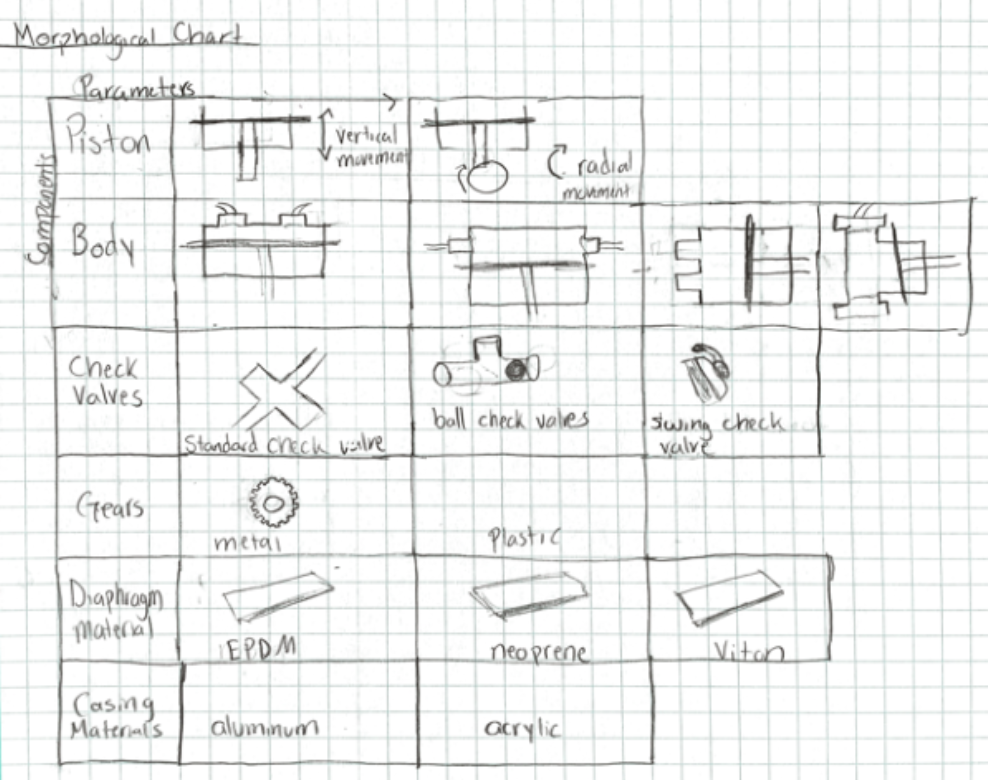 Morphological Chart
Parameters
Components
Piston
vertical
movement
radial
movement
Body
Check
Valves
Standard check valve
ball check valves
swing check
valve
Gears
metal
Plastic
Diaphragm
Material
EPDM
neoprene
Viton
Casing
Materials
aluminum
acrylic